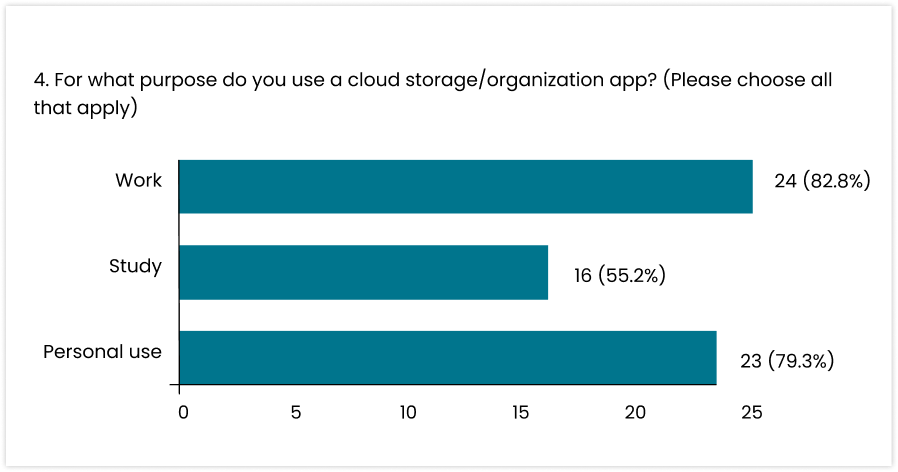 4. For what purpose do you use a cloud storage/organization app? (Please choose all
that apply)
Work 24 (82.8%)
Study 16 (55.2%)
Personal use 23 (79.3%)
0 5 10 15 20 25